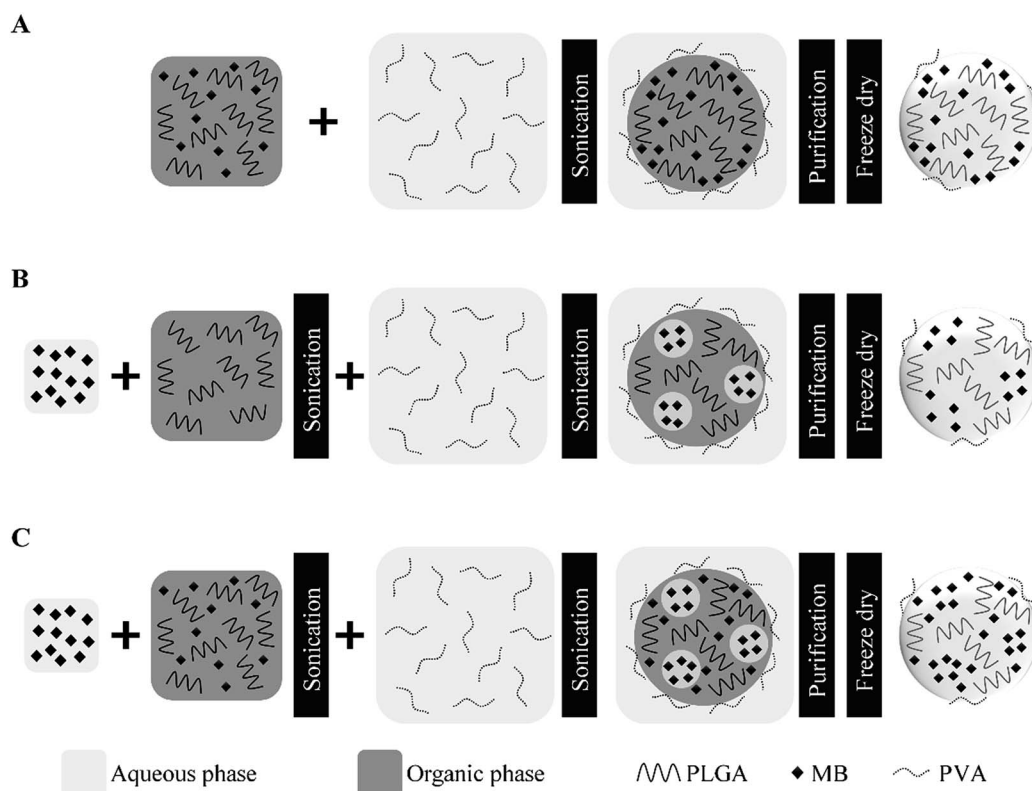 A
Sonication
Purification
Freeze dry
B
Sonication
Sonication
Purification
Freeze dry
C
Sonication
Sonication
Purification
Freeze dry
Aqueous phase
Organic phase
PLGA
MB
PVA